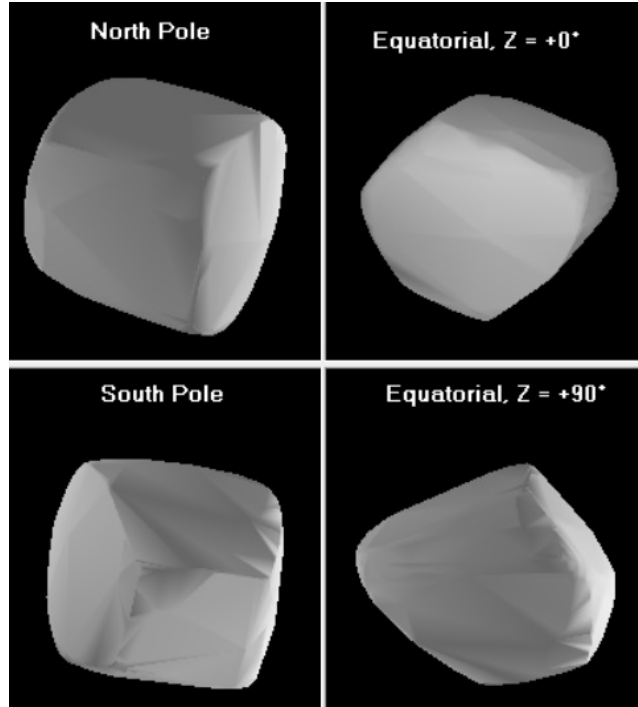 North Pole
Equatorial, Z = +0°
South Pole
Equatorial, Z = +90°